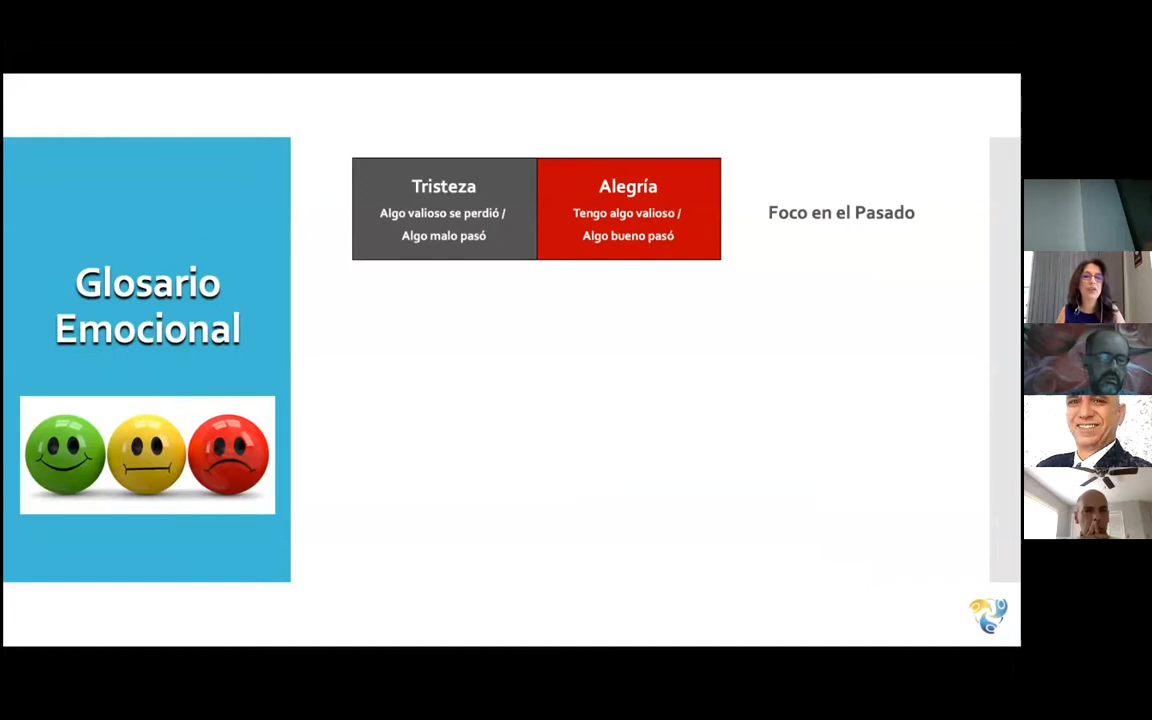 Glosario
Emocional
Tristeza
Algo valioso se perdió /
Algo malo pasó
Alegría
Tengo algo valioso /
Algo bueno pasó
Foco en el Pasado